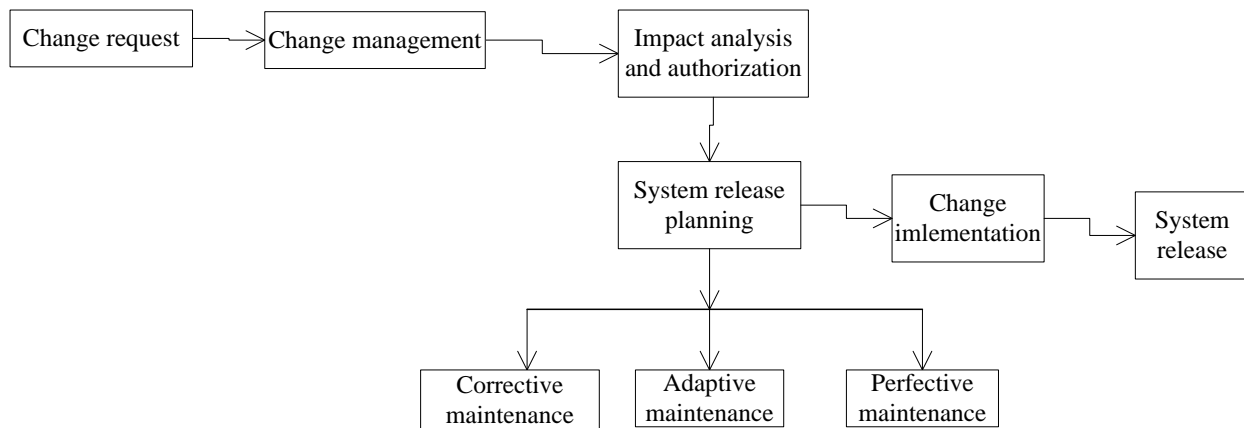 Change request
Change management
Impact analysis
and authorization
System release
planning
Change
imlementation
System
release
Corrective
maintenance
Adaptive
maintenance
Perfective
maintenance